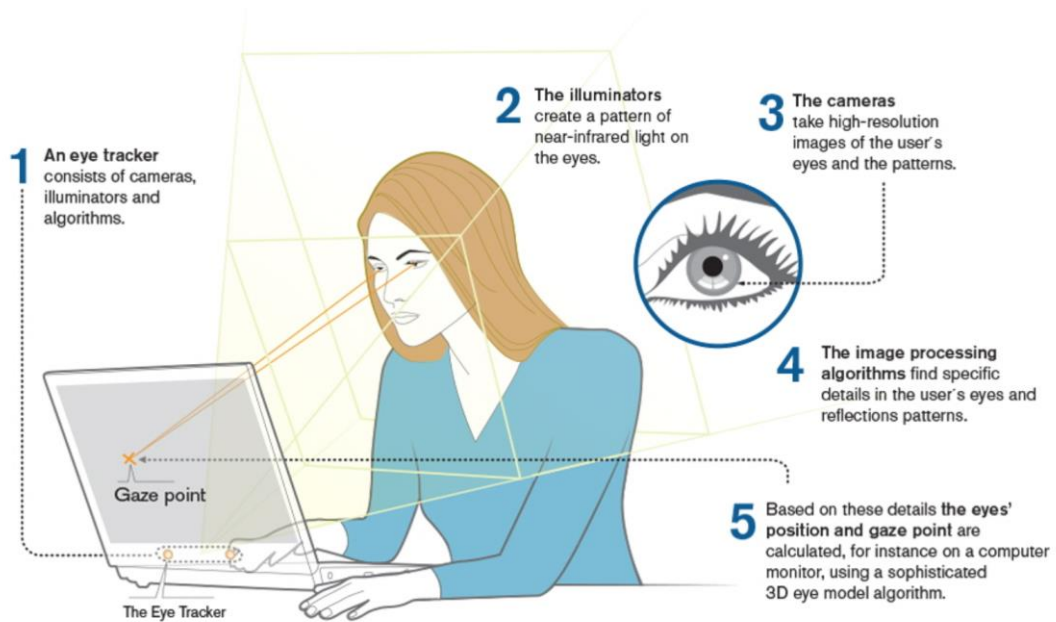 1
An eye tracker
consists of cameras,
illuminators and
algorithms.
2
The illuminators
create a pattern of
near-infrared light on
the eyes.
3
The cameras
take high-resolution
images of the user´s
eyes and the patterns.
4
The image processing
algorithms find specific
details in the user´s eyes and
reflections patterns.
5
Based on these details the eyes’
position and gaze point are
calculated, for instance on a computer
monitor, using a sophisticated
3D eye model algorithm.
Gaze point
The Eye Tracker